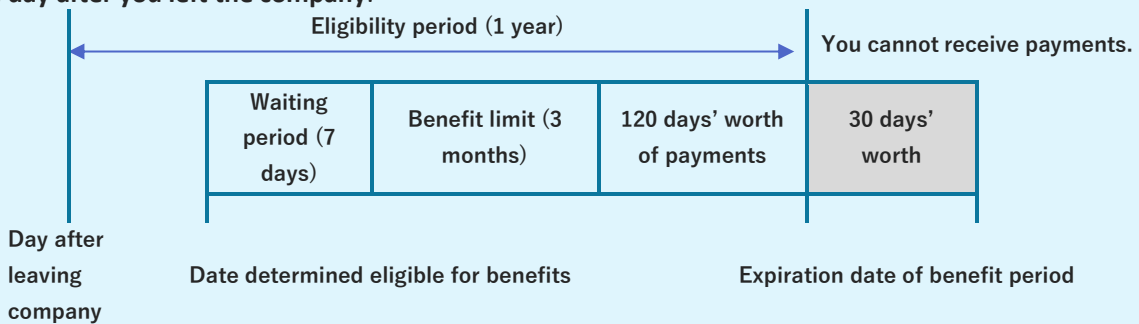 day after you left the company.
Eligibility period (1 year)
You cannot receive payments.
Waiting
period (7
days)
Benefit limit (3
months)
120 days’ worth
of payments
30 days’
worth
Day after
leaving
company
Date determined eligible for benefits
Expiration date of benefit period